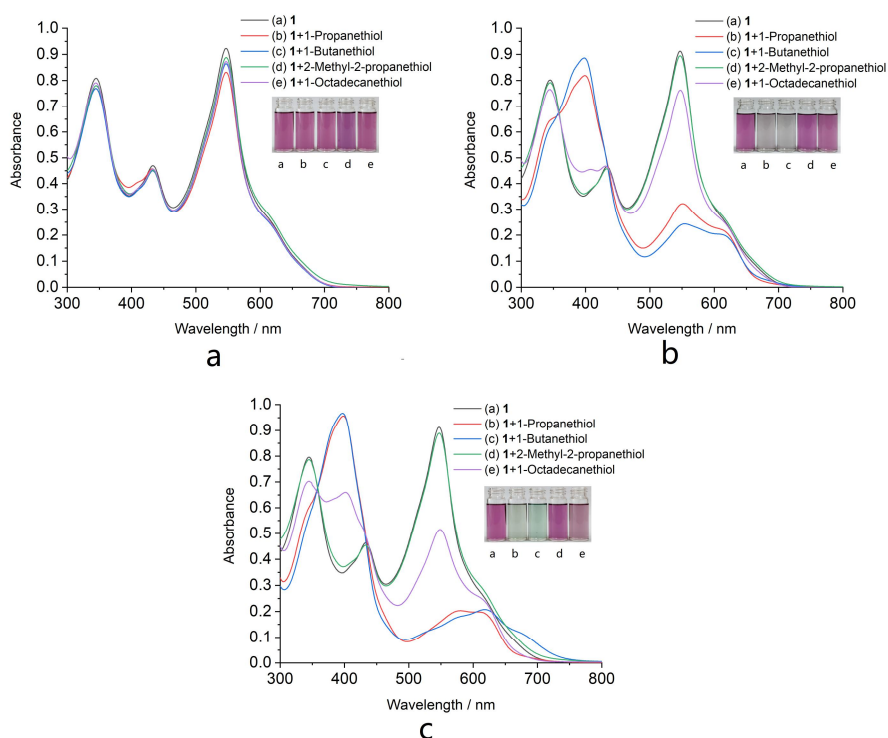 (a) 1
(b) 1+1-Propanethiol
(c) 1+1-Butanethiol
(d) 1+2-Methyl-2-propanethiol
(e) 1+1-Octadecanethiol
1.0
0.9
0.8
0.7
0.6
0.5
0.4
0.3
0.2
0.1
0.0
Absorbance
a b c d e
300 400 500 600 700 800
Wavelength / nm
a
(a) 1
(b) 1+1-Propanethiol
(c) 1+1-Butanethiol
(d) 1+2-Methyl-2-propanethiol
(e) 1+1-Octadecanethiol
1.0
0.9
0.8
0.7
0.6
0.5
0.4
0.3
0.2
0.1
0.0
Absorbance
a b c d e
300 400 500 600 700 800
Wavelength / nm
b
(a) 1
(b) 1+1-Propanethiol
(c) 1+1-Butanethiol
(d) 1+2-Methyl-2-propanethiol
(e) 1+1-Octadecanethiol
1.0
0.9
0.8
0.7
0.6
0.5
0.4
0.3
0.2
0.1
0.0
Absorbance
a b c d e
300 400 500 600 700 800
Wavelength / nm
c